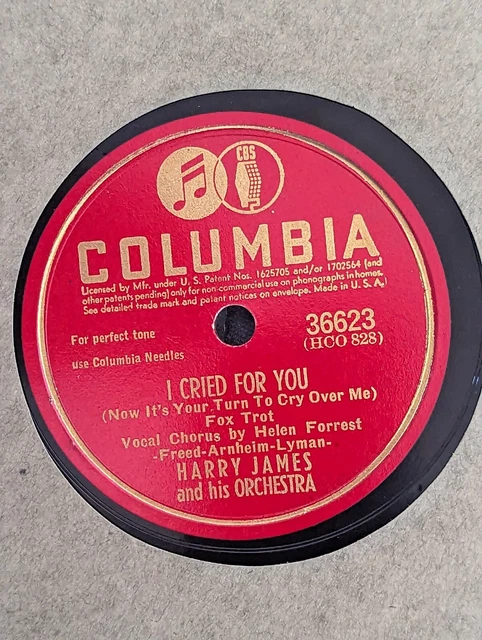 CBS
COLUMBIA
Licensed by Mfr. under U. S. Patent Nos. 1625705 and/or 1702564 (and
other patents pending) only for non-commercial use on phonographs in homes.
See detailed trade mark and patent notices on envelope. Made in U. S. A.
For perfect tone
use Columbia Needles
36623
(HCO 828)
I CRIED FOR YOU
(Now It's Your Turn To Cry Over Me)
Fox Trot
Vocal Chorus by Helen Forrest
-Freed-Arnheim-Lyman-
HARRY JAMES
and his ORCHESTRA